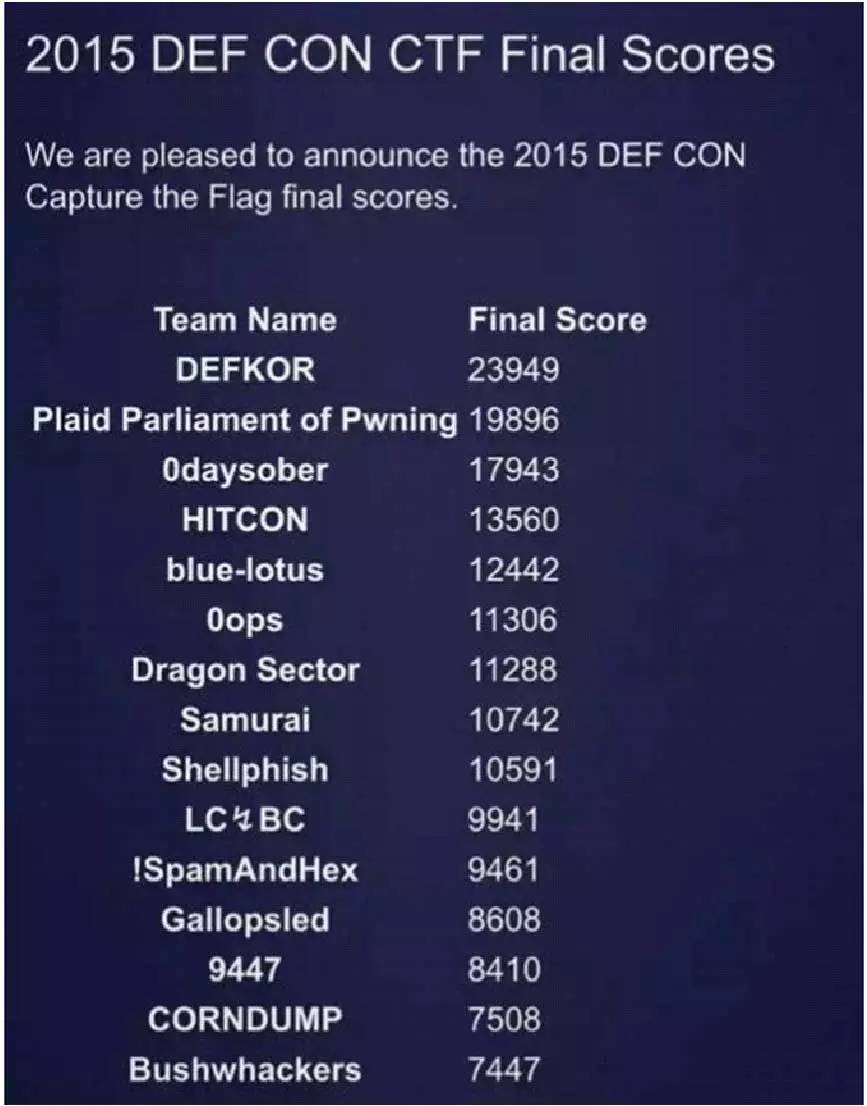 2015 DEF CON CTF Final Scores
We are pleased to announce the 2015 DEF CON
Capture the Flag final scores.
Team Name Final Score
DEFKOR 23949
Plaid Parliament of Pwning 19896
0daysober 17943
HITCON 13560
blue-lotus 12442
0ops 11306
Dragon Sector 11288
Samurai 10742
Shellphish 10591
LC↯BC 9941
!SpamAndHex 9461
Gallopsled 8608
9447 8410
CORNDUMP 7508
Bushwhackers 7447